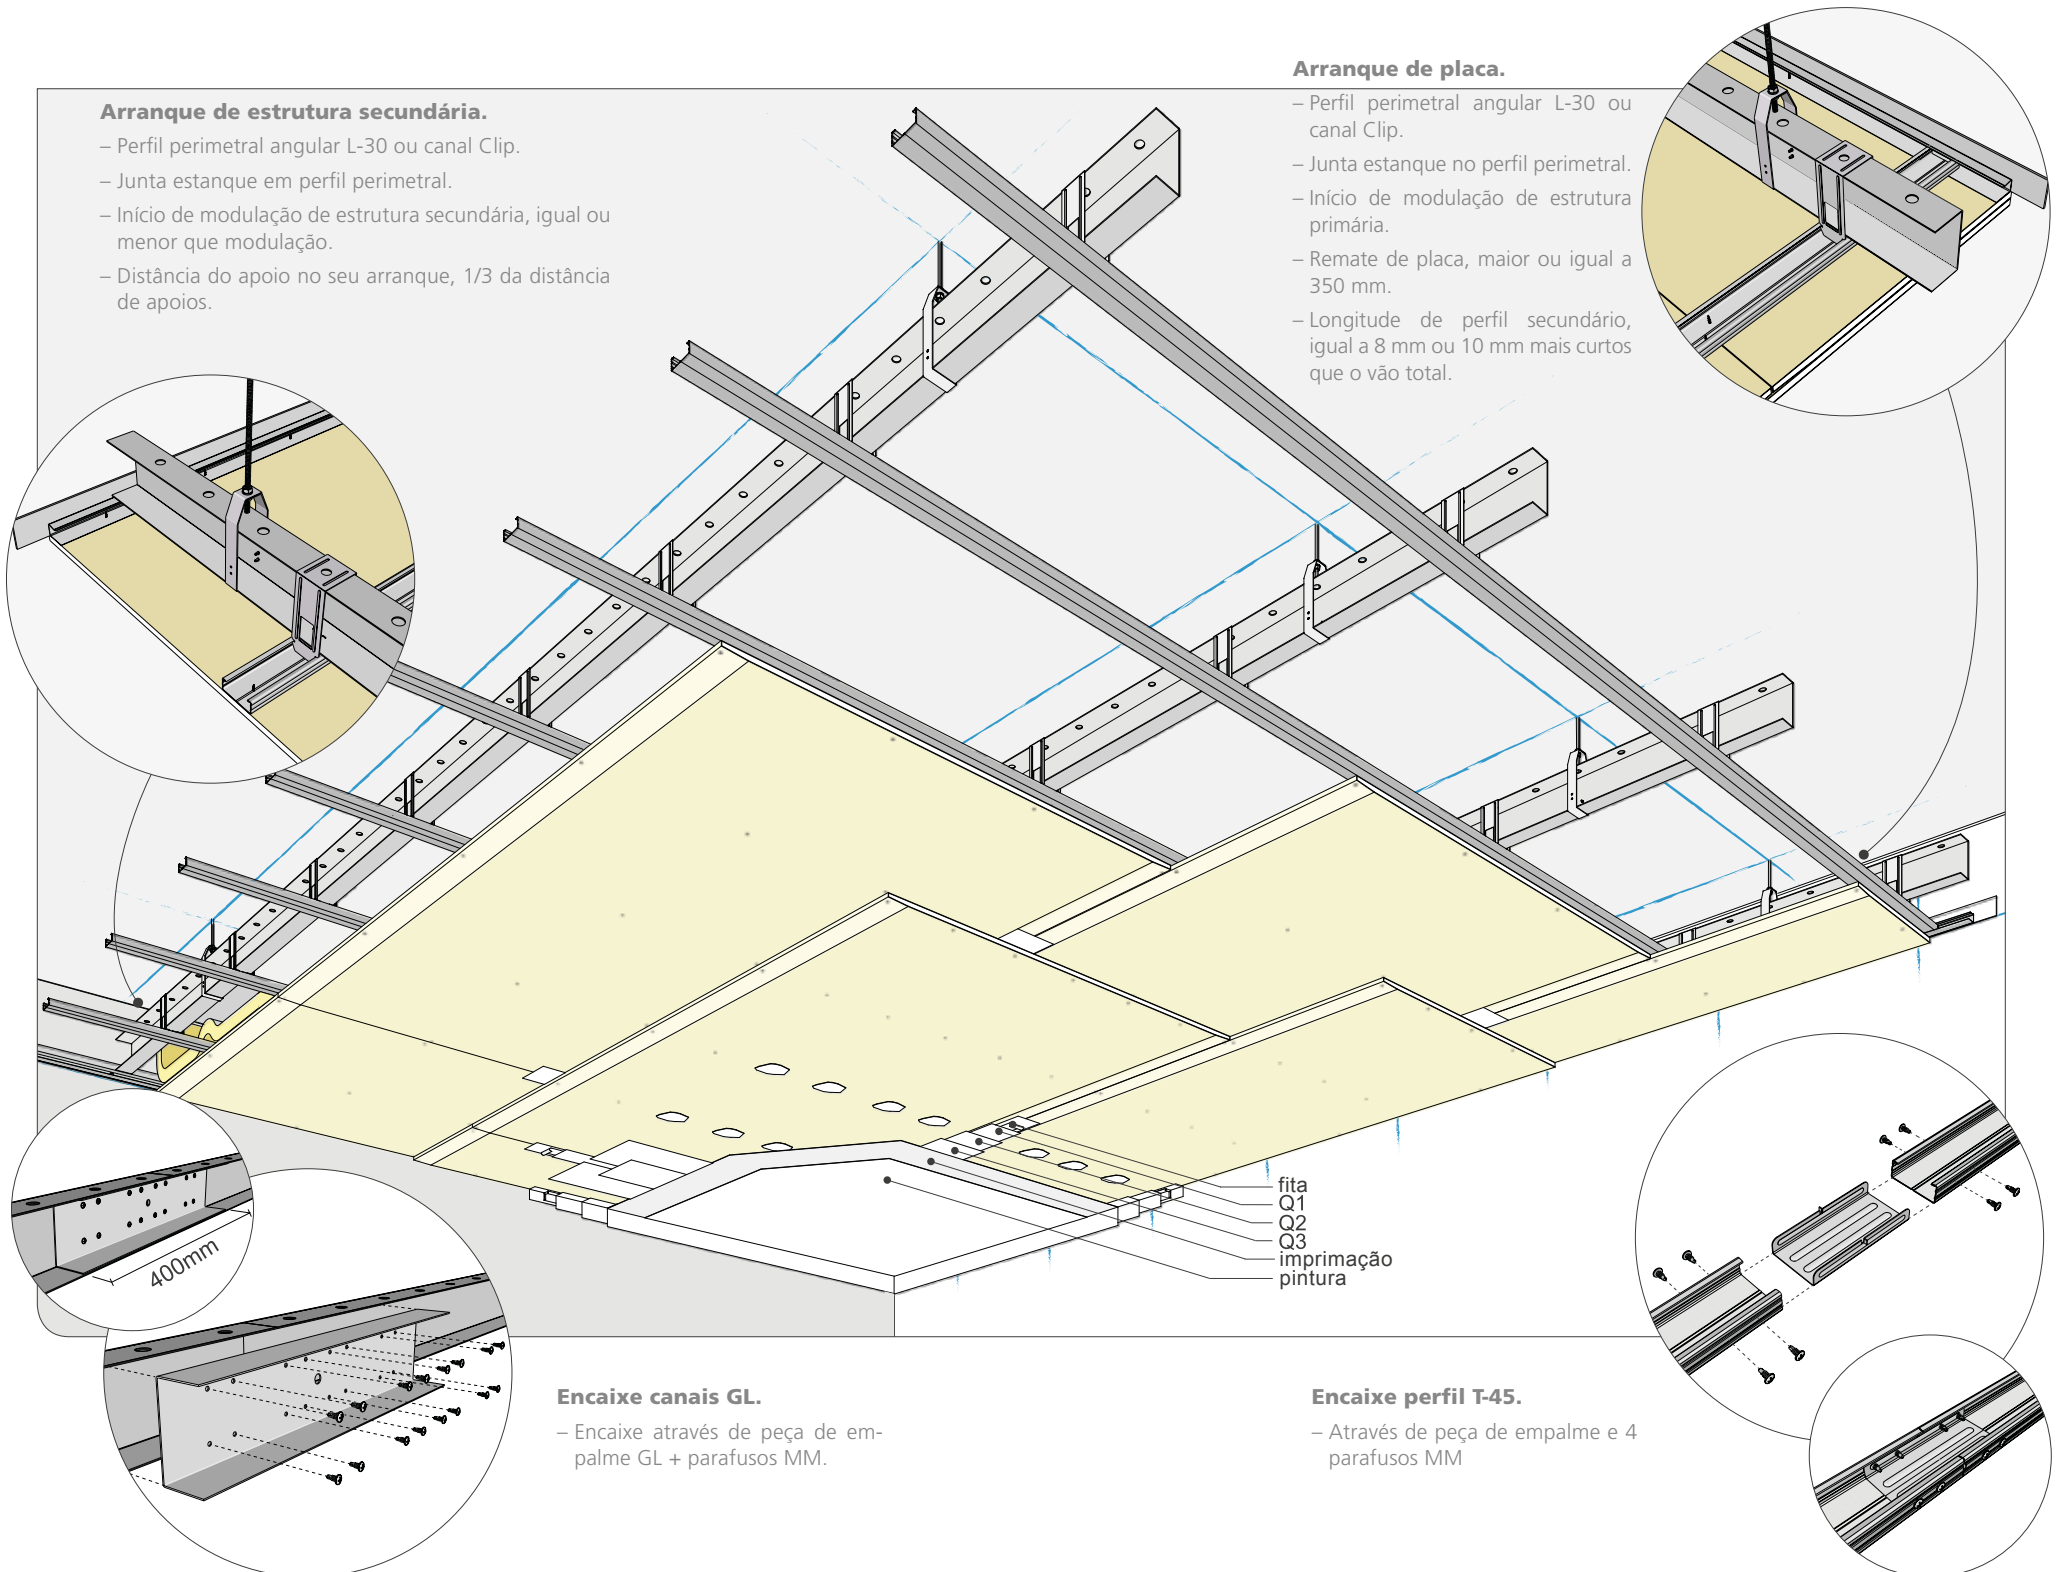 Arranque de estrutura secundária.
– Perfil perimetral angular L-30 ou canal Clip.
– Junta estanque em perfil perimetral.
– Início de modulação de estrutura secundária, igual ou
menor que modulação.
– Distância do apoio no seu arranque, 1/3 da distância
de apoios.
Arranque de placa.
– Perfil perimetral angular L-30 ou
canal Clip.
– Junta estanque no perfil perimetral.
– Início de modulação de estrutura
primária.
– Remate de placa, maior ou igual a
350 mm.
– Longitude de perfil secundário,
igual a 8 mm ou 10 mm mais curtos
que o vão total.
fita
Q1
Q2
Q3
imprimação
pintura
400mm
Encaixe canais GL.
– Encaixe através de peça de em-
palme GL + parafusos MM.
Encaixe perfil T-45.
– Através de peça de empalme e 4
parafusos MM